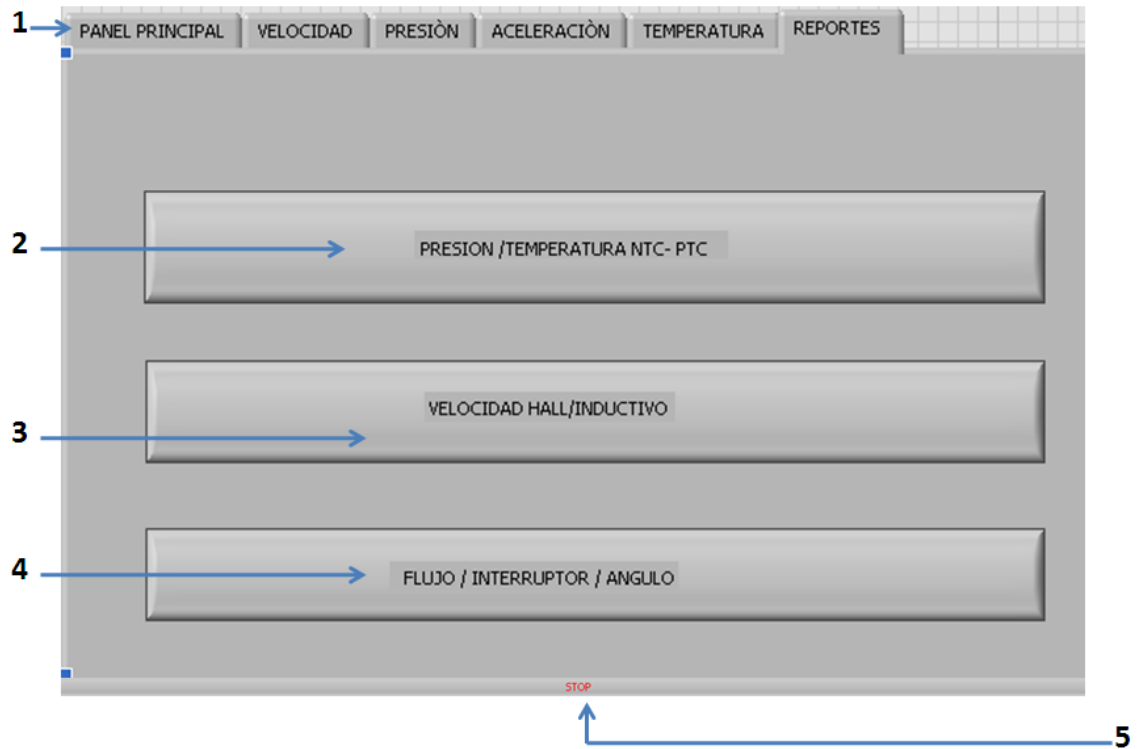 1
PANEL PRINCIPAL VELOCIDAD PRESIÒN ACELERACIÒN TEMPERATURA REPORTES
2 PRESION /TEMPERATURA NTC- PTC
VELOCIDAD HALL/INDUCTIVO
3
4 FLUJO / INTERRUPTOR / ANGULO
STOP
5